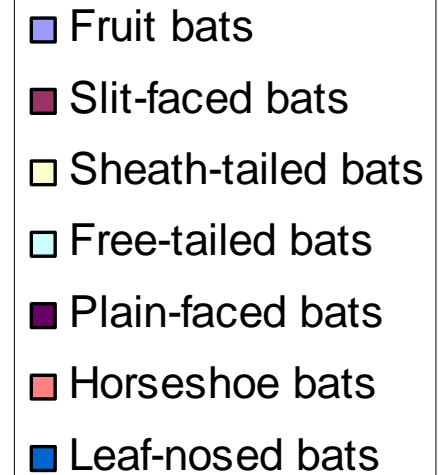 Fruit bats
Slit-faced bats
Sheath-tailed bats
Free-tailed bats
Plain-faced bats
Horseshoe bats
Leaf-nosed bats